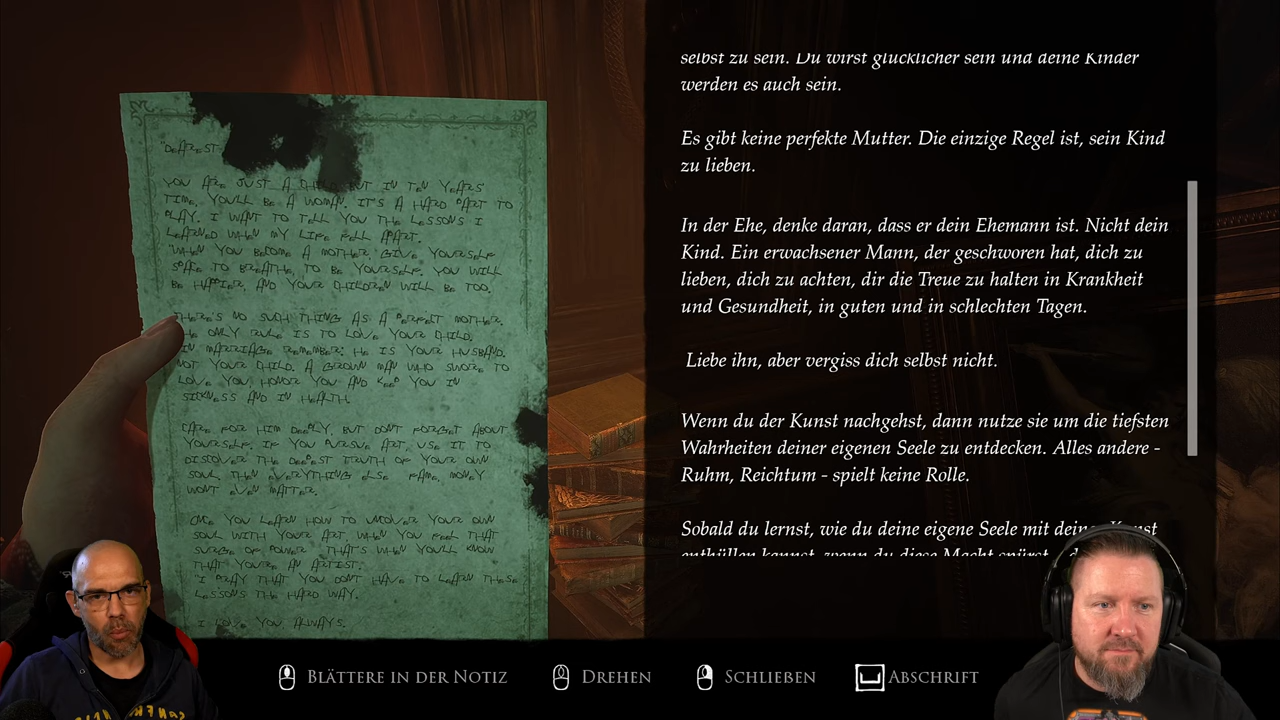 "DEAREST
YOU ARE JUST A CHILD BUT IN TEN YEARS'
TIME, YOU'LL BE A WOMAN. IT'S A HARD PART TO
PLAY. I WANT TO TELL YOU THE LESSONS I
LEARNED WHEN MY LIFE FELL APART.
"WHEN YOU BECOME A MOTHER, GIVE YOURSELF
SPACE TO BREATHE, TO BE YOURSELF. YOU WILL
BE HAPPIER, AND YOUR CHILDREN WILL BE TOO.
THERE'S NO SUCH THING AS A PERFECT MOTHER.
THE ONLY RULE IS TO LOVE YOUR CHILD.
IN MARRIAGE REMEMBER: HE IS YOUR HUSBAND,
NOT YOUR CHILD. A GROWN MAN WHO SWORE TO
LOVE YOU, HONOR YOU AND KEEP YOU IN
SICKNESS AND IN HEALTH.
CARE FOR HIM DEEPLY, BUT DON'T FORGET ABOUT
YOURSELF. IF YOU PURSUE ART, USE IT TO
DISCOVER THE DEEPEST TRUTH OF YOUR OWN
SOUL. THEN EVERYTHING ELSE FAME, MONEY
WON'T EVEN MATTER.
ONCE YOU LEARN HOW TO UNCOVER YOUR OWN
SOUL WITH YOUR ART, WHEN YOU FEEL THAT
SURGE OF POWER THAT'S WHEN YOU'LL KNOW
THAT YOU'RE AN ARTIST.
"I PRAY THAT YOU DON'T HAVE TO LEARN THESE
LESSONS THE HARD WAY.
I LOVE YOU, ALWAYS.
selbst zu sein. Du wirst glücklicher sein und deine Kinder
werden es auch sein.
Es gibt keine perfekte Mutter. Die einzige Regel ist, sein Kind
zu lieben.
In der Ehe, denke daran, dass er dein Ehemann ist. Nicht dein
Kind. Ein erwachsener Mann, der geschworen hat, dich zu
lieben, dich zu achten, dir die Treue zu halten in Krankheit
und Gesundheit, in guten und in schlechten Tagen.
Liebe ihn, aber vergiss dich selbst nicht.
Wenn du der Kunst nachgehst, dann nutze sie um die tiefsten
Wahrheiten deiner eigenen Seele zu entdecken. Alles andere -
Ruhm, Reichtum - spielt keine Rolle.
Sobald du lernst, wie du deine eigene Seele mit deiner Kunst
enthüllen kannst, wenn du diese Macht spürst
BLÄTTERE IN DER NOTIZ
DREHEN
SCHLIEßEN
ABSCHRIFT